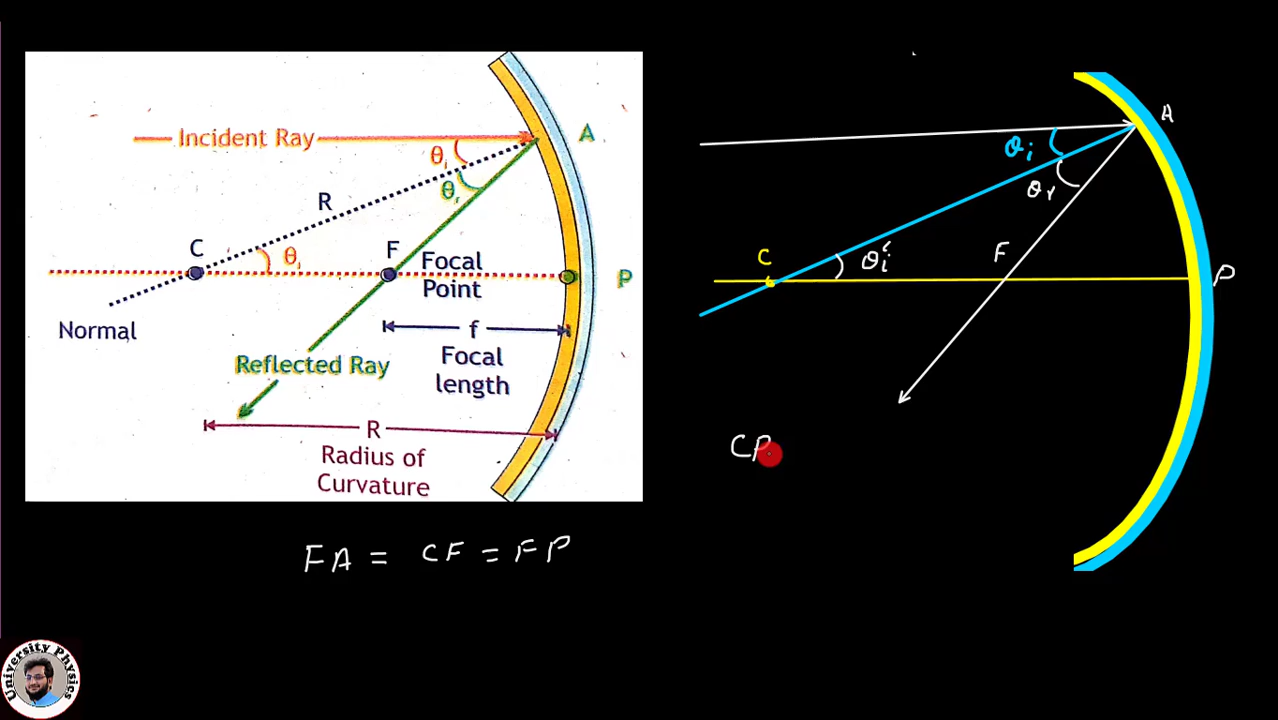 Incident Ray
A
θi
θr
R
C
θi
F
Focal
Point
P
Normal
f
Focal
length
Reflected Ray
R
Radius of
Curvature
FA = CF = FP
A
θi
θr
C
θi
F
P
CP
University Physics